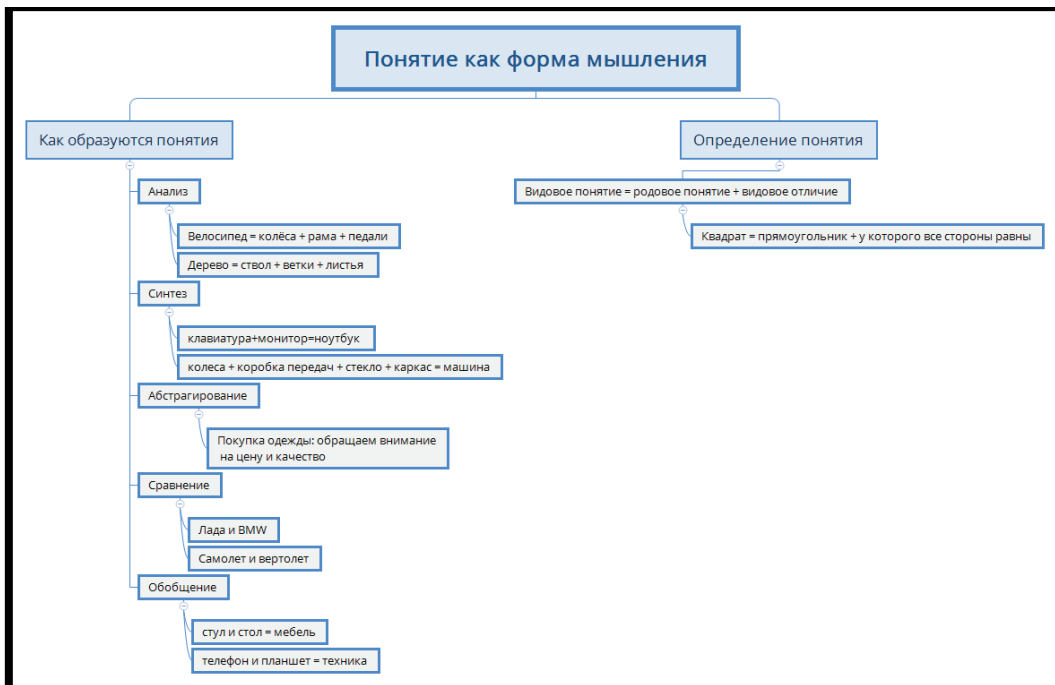 Понятие как форма мышления
Как образуются понятия
Анализ
Велосипед = колёса + рама + педали
Дерево = ствол + ветки + листья
Синтез
клавиатура+монитор=ноутбук
колеса + коробка передач + стекло + каркас = машина
Абстрагирование
Покупка одежды: обращаем внимание
на цену и качество
Сравнение
Лада и BMW
Самолет и вертолет
Обобщение
стул и стол = мебель
телефон и планшет = техника
Определение понятия
Видовое понятие = родовое понятие + видовое отличие
Квадрат = прямоугольник + у которого все стороны равны